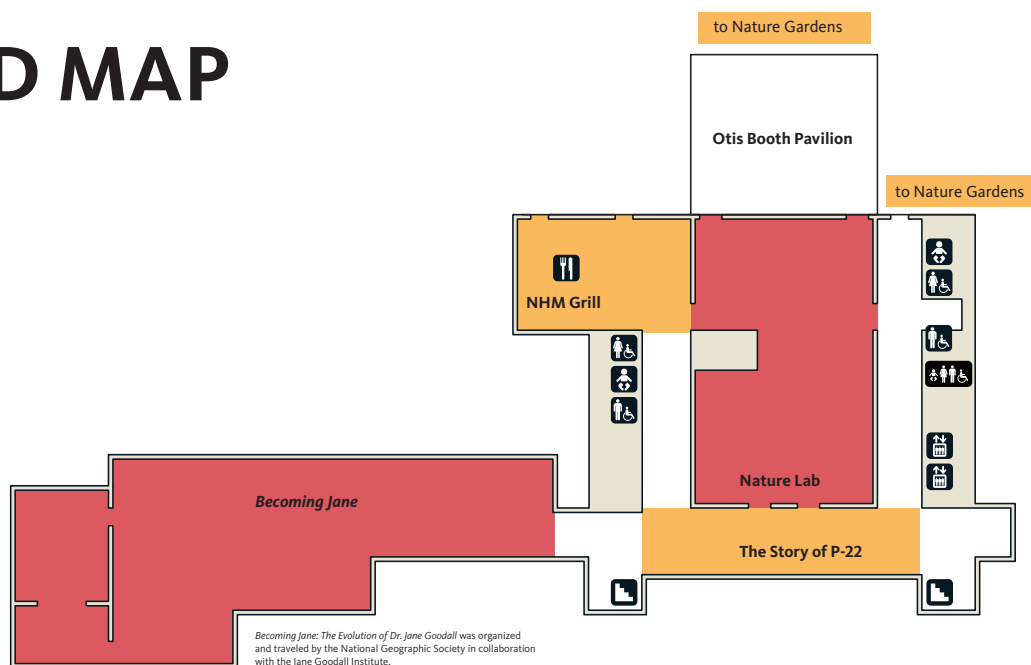 D MAP
to Nature Gardens
Otis Booth Pavilion
to Nature Gardens
NHM Grill
Nature Lab
Becoming Jane
The Story of P-22
Becoming Jane: The Evolution of Dr. Jane Goodall was organized
and traveled by the National Geographic Society in collaboration
with the Jane Goodall Institute.